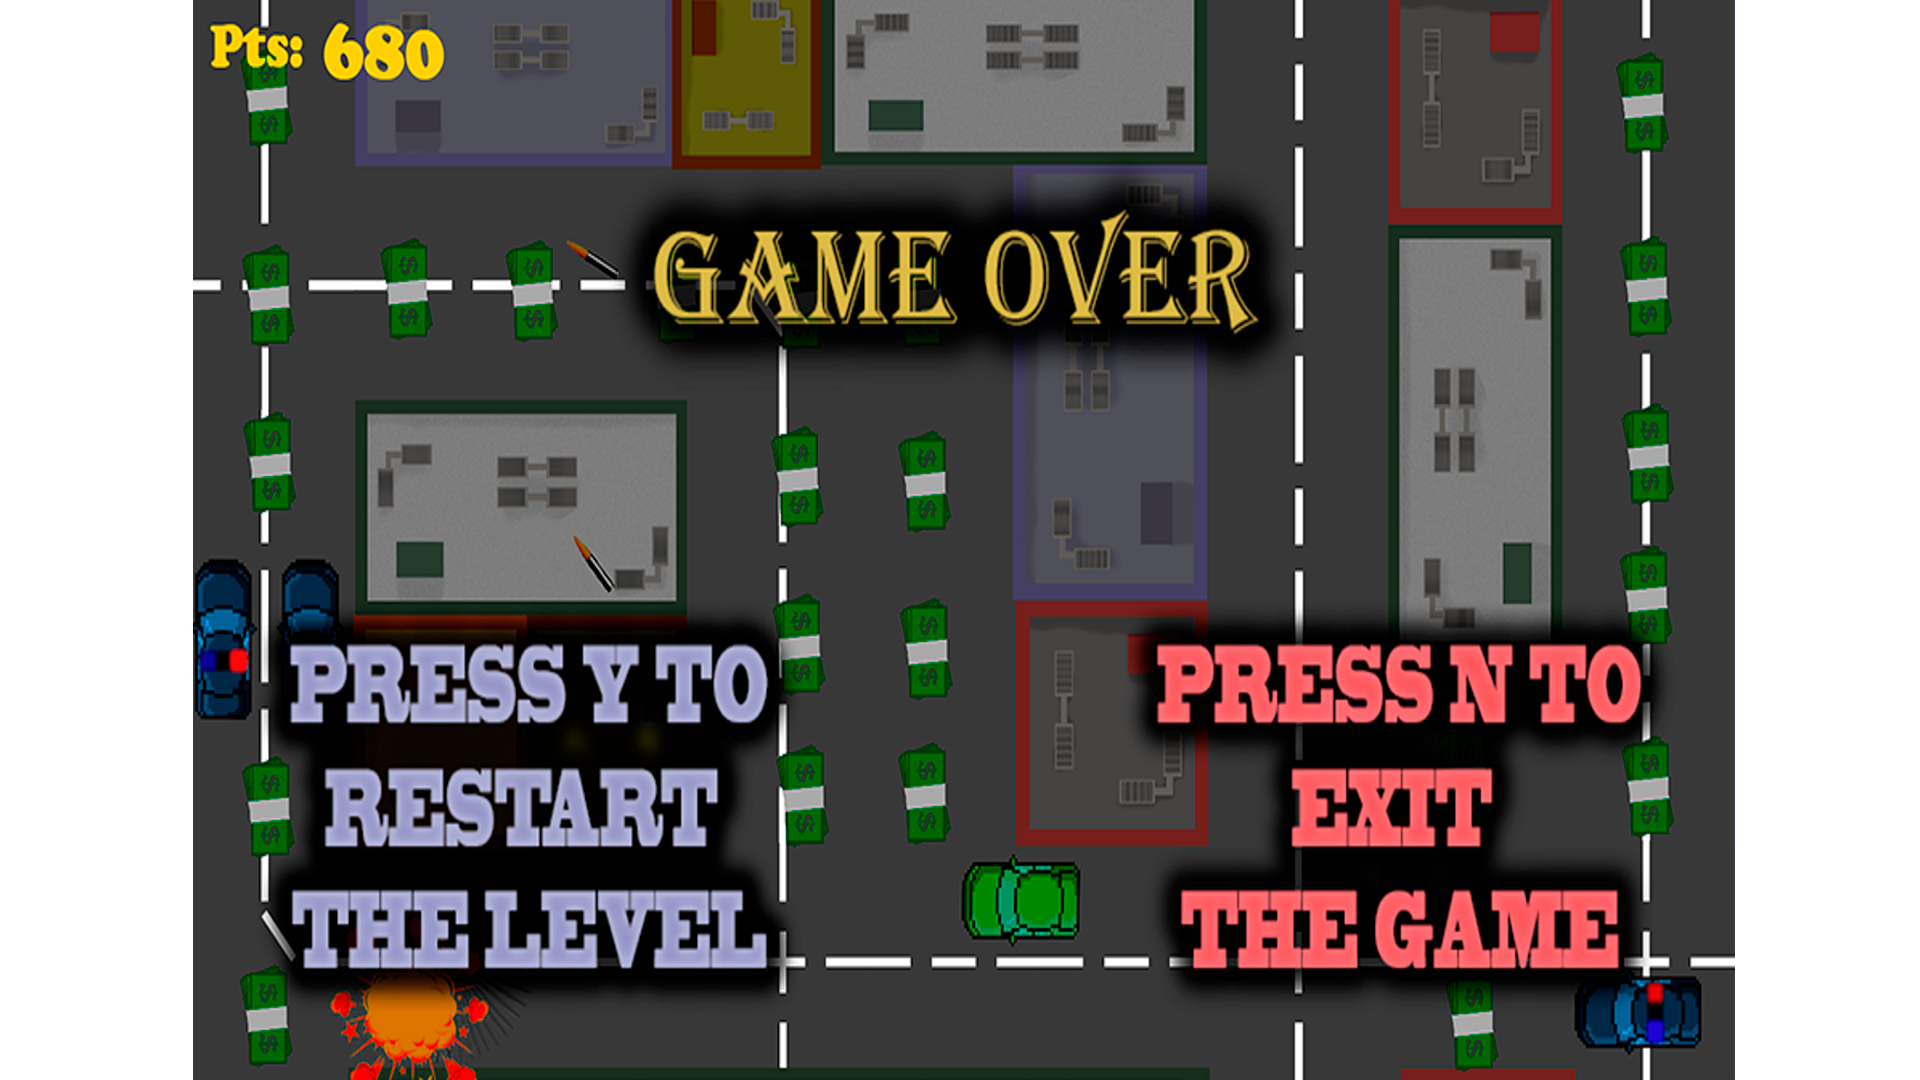 Pts: 680
GAME OVER
PRESS Y TO
RESTART
THE LEVEL
PRESS N TO
EXIT
THE GAME